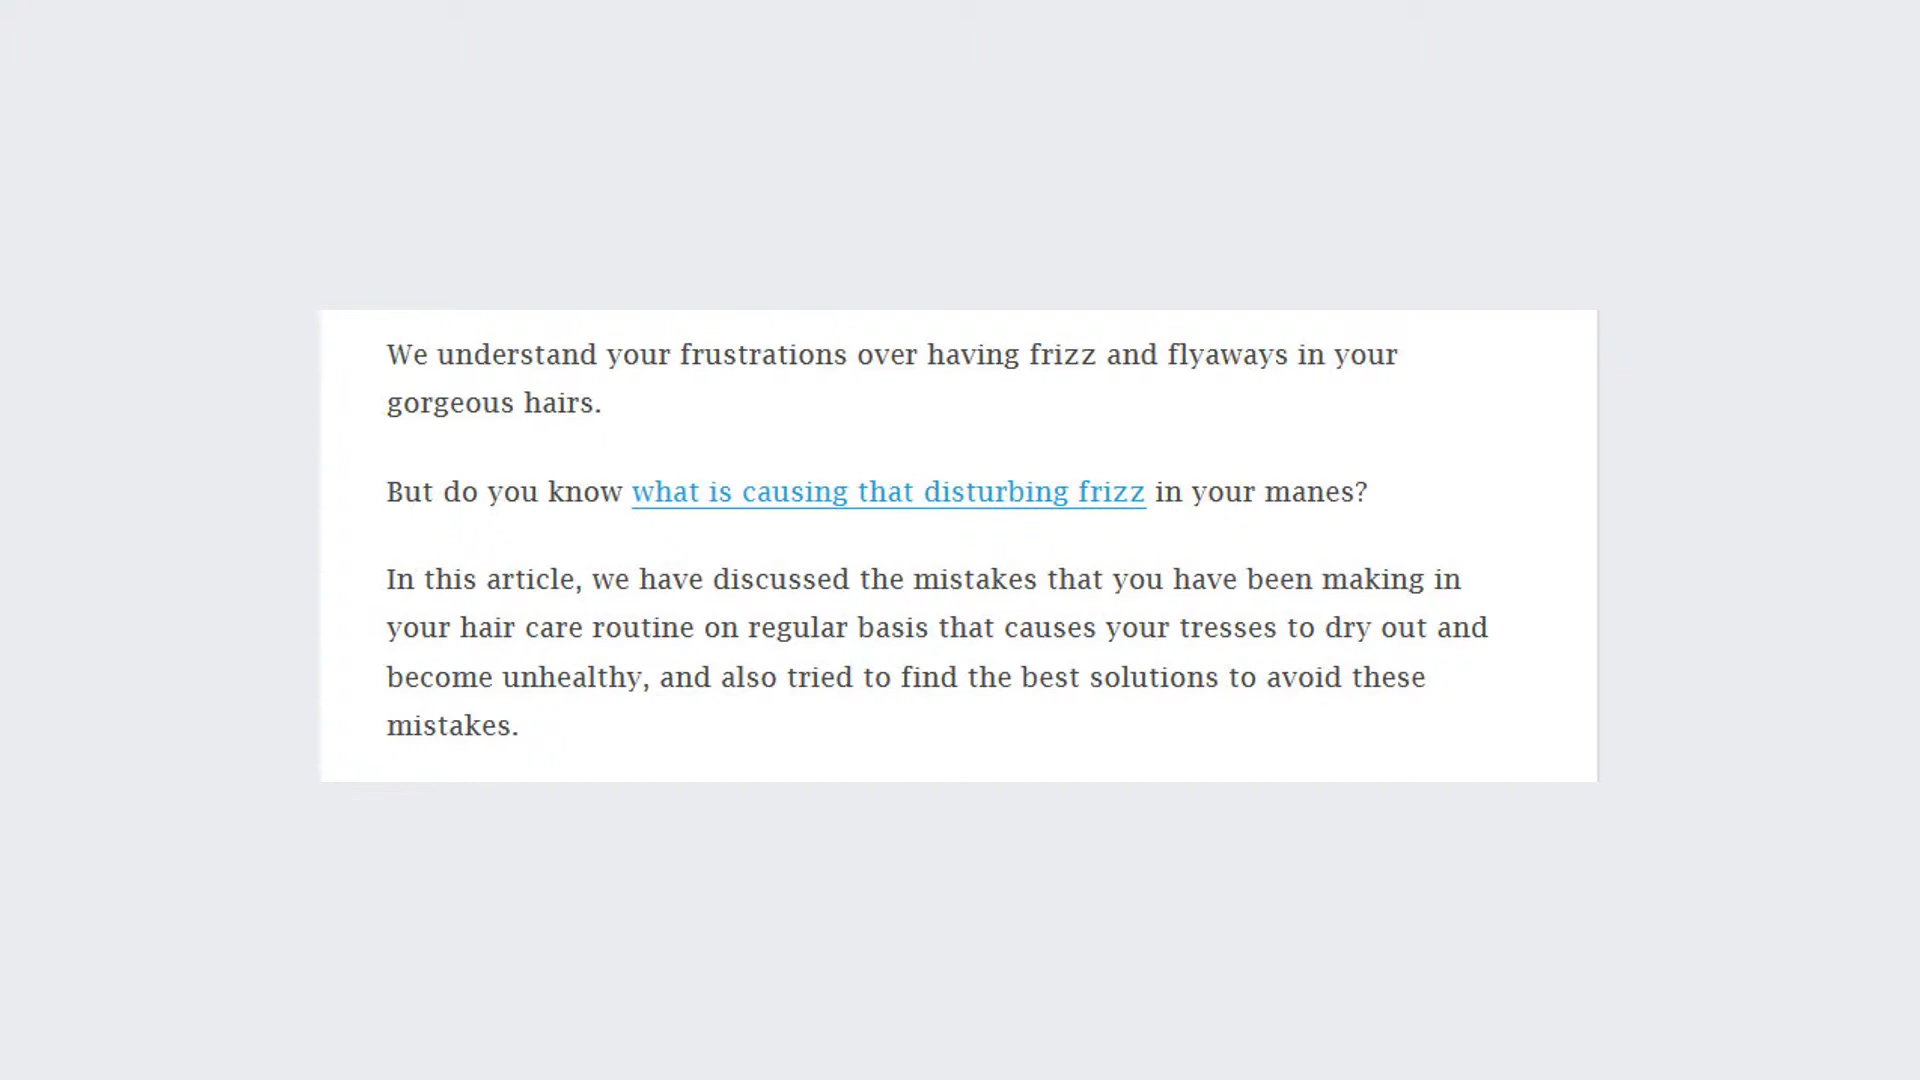 We understand your frustrations over having frizz and flyaways in your
gorgeous hairs.
But do you know what is causing that disturbing frizz in your manes?
In this article, we have discussed the mistakes that you have been making in
your hair care routine on regular basis that causes your tresses to dry out and
become unhealthy, and also tried to find the best solutions to avoid these
mistakes.